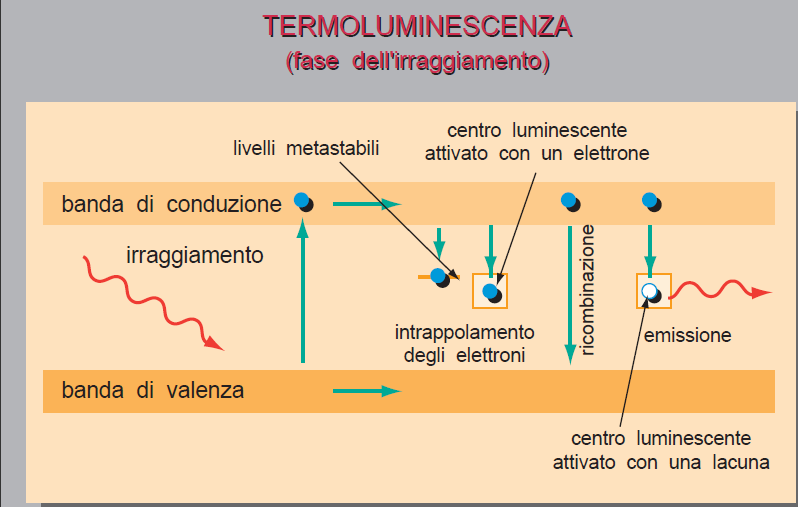 TERMOLUMINESCENZA
(fase dell'irraggiamento)
livelli metastabili
centro luminescente
attivato con un elettrone
banda di conduzione
irraggiamento
ricombinazione
intrappolamento
degli elettroni
emissione
banda di valenza
centro luminescente
attivato con una lacuna